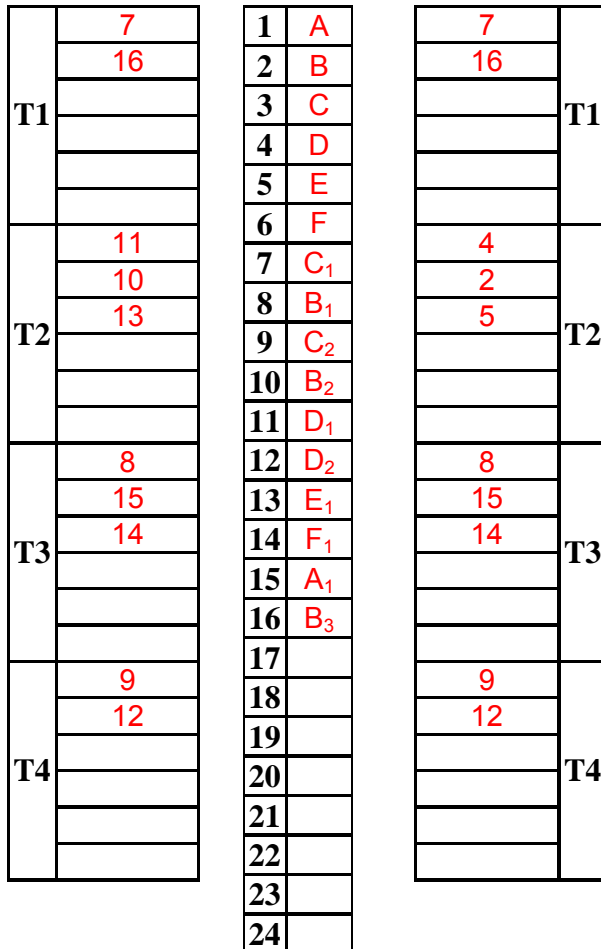 T1
7
16
T2
11
10
13
T3
8
15
14
T4
9
12
1 A
2 B
3 C
4 D
5 E
6 F
7 C₁
8 B₁
9 C₂
10 B₂
11 D₁
12 D₂
13 E₁
14 F₁
15 A₁
16 B₃
17
18
19
20
21
22
23
24
7
16
T1
4
2
5
T2
8
15
14
T3
9
12
T4